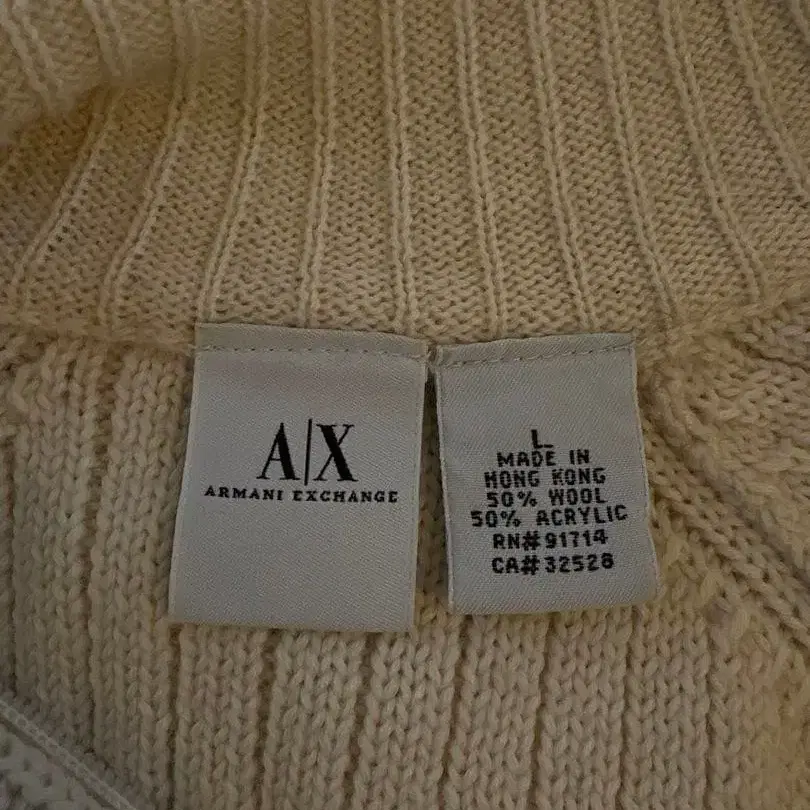 A|X
ARMANI EXCHANGE
L
MADE IN
HONG KONG
50% WOOL
50% ACRYLIC
RN#91714
CA#32528